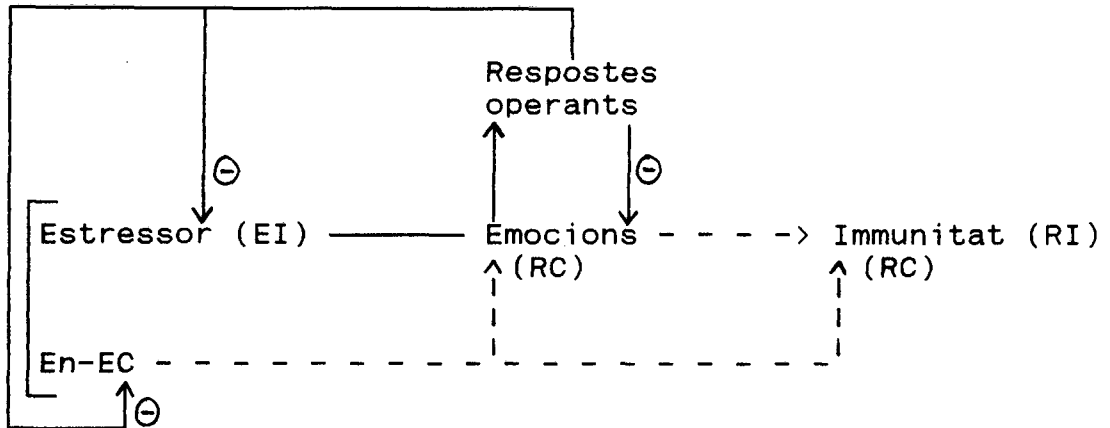 Respostes
operants
⊖
⊖
Estressor (EI)
Emocions
Immunitat (RI)
(RC)
(RC)
En-EC
⊖